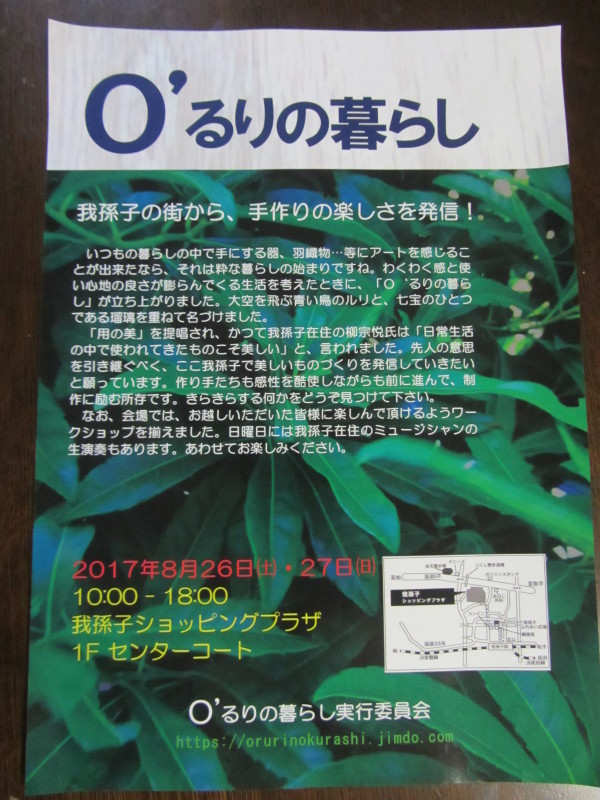 O'るりの暮らし
我孫子の街から、手作りの楽しさを発信！
いつもの暮らしの中で手にする器、羽織物…等にアートを感じるこ
とが出来たなら、それは粋な暮らしの始まりですね。わくわく感と使
い心地の良さが膨らんでくる生活を考えたときに、「O゛るりの暮ら
し」が立ち上がりました。大空を飛ぶ青い鳥のルリと、七宝のひとつ
である瑠璃を重ねて名づけました。
「用の美」を提唱され、かつて我孫子在住の柳宗悦氏は「日常生活
の中で使われてきたものこそ美しい」と、言われました。先人の意思
を引き継ぐべく、ここ我孫子で美しいものづくりを発信していきたい
と願っています。作り手たちも感性を酷使しながらも前に進んで、制
作に励む所存です。きらきらする何かをどうぞ見つけて下さい。
なお、会場では、お越しいただいた皆様に楽しんで頂けるようワー
クショップを揃えました。日曜日には我孫子在住のミュージシャンの
生演奏もあります。あわせてお楽しみください。
2017年8月26日㈯・27日㈰
10:00 - 18:00
我孫子ショッピングプラザ
1F センターコート
我孫子
ショッピングプラザ
国道6号
国道356号
O'るりの暮らし実行委員会
https://orurinokurashi.jimdo.com